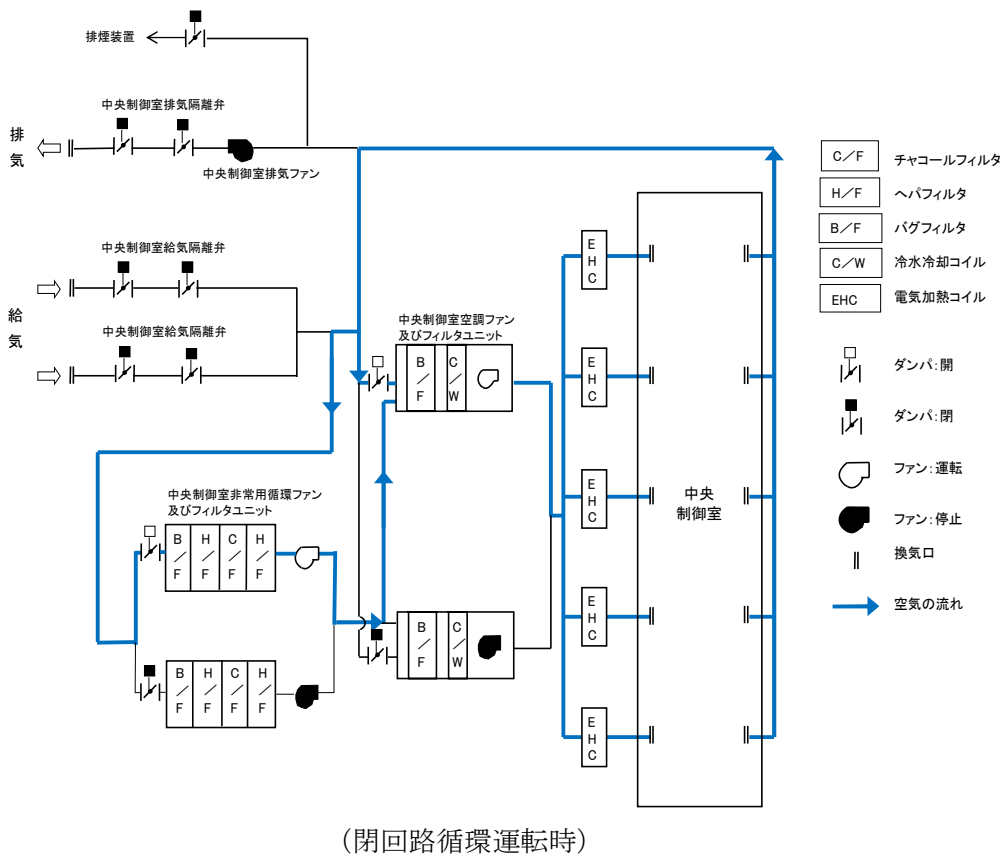 排煙装置
中央制御室排気隔離弁
排
気
中央制御室排気ファン
中央制御室給気隔離弁
給
気
中央制御室給気隔離弁
中央制御室空調ファン
及びフィルタユニット
B/F
C/W
中央制御室非常用循環ファン
及びフィルタユニット
B/F
H/F
C/F
H/F
B/F
H/F
C/F
H/F
B/F
C/W
EHC
EHC
EHC
EHC
EHC
中央
制御室
C/F チャコールフィルタ
H/F ヘパフィルタ
B/F バグフィルタ
C/W 冷水冷却コイル
EHC 電気加熱コイル
ダンパ:開
ダンパ:閉
ファン:運転
ファン:停止
換気口
空気の流れ
(閉回路循環運転時)